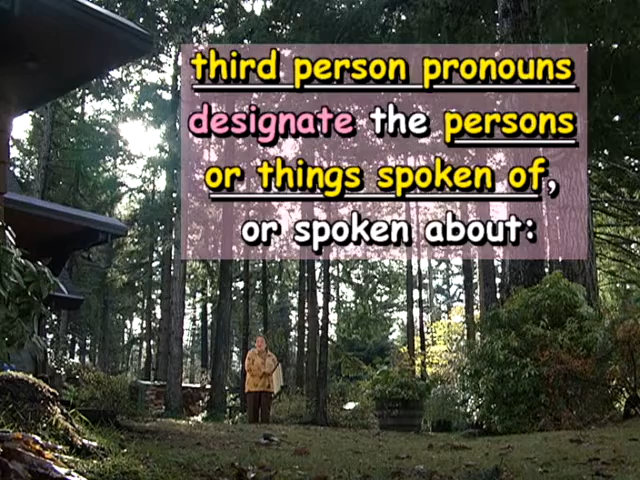 third person pronouns
designate the persons
or things spoken of,
or spoken about: